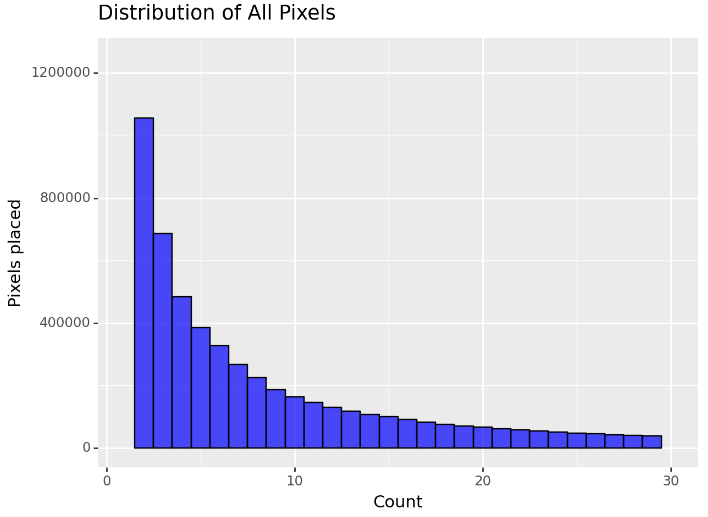 Distribution of All Pixels
1200000
800000
400000
0
Pixels placed
0 10 20 30
Count